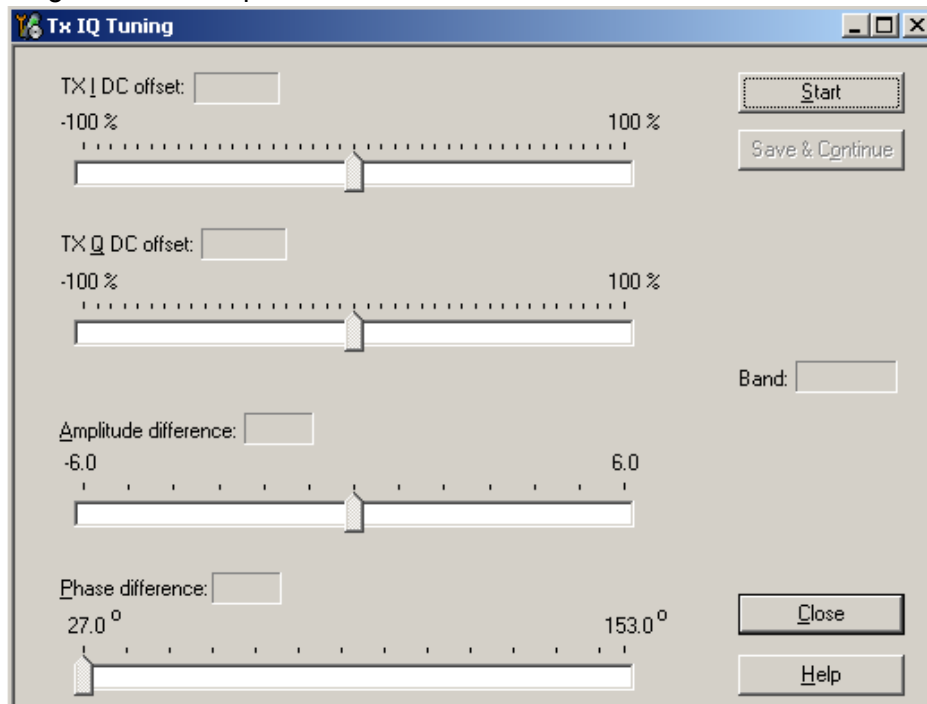 Tx IQ Tuning
TX I DC offset:
-100 %
100 %
Start
Save & Continue
TX Q DC offset:
-100 %
100 %
Band:
Amplitude difference:
-6.0
6.0
Phase difference:
27.0 º
153.0 º
Close
Help